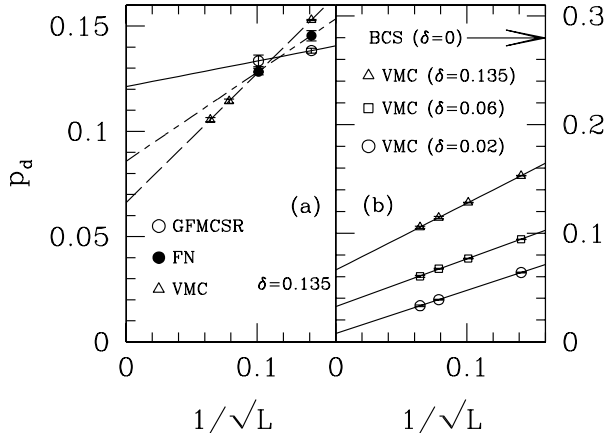 0.15
0.1
0.05
0
p_d
GFMCSR
FN
VMC
(a)
δ=0.135
0
0.1
1/√L
BCS (δ=0)
VMC (δ=0.135)
VMC (δ=0.06)
VMC (δ=0.02)
(b)
0.3
0.2
0.1
0
0
0.1
1/√L